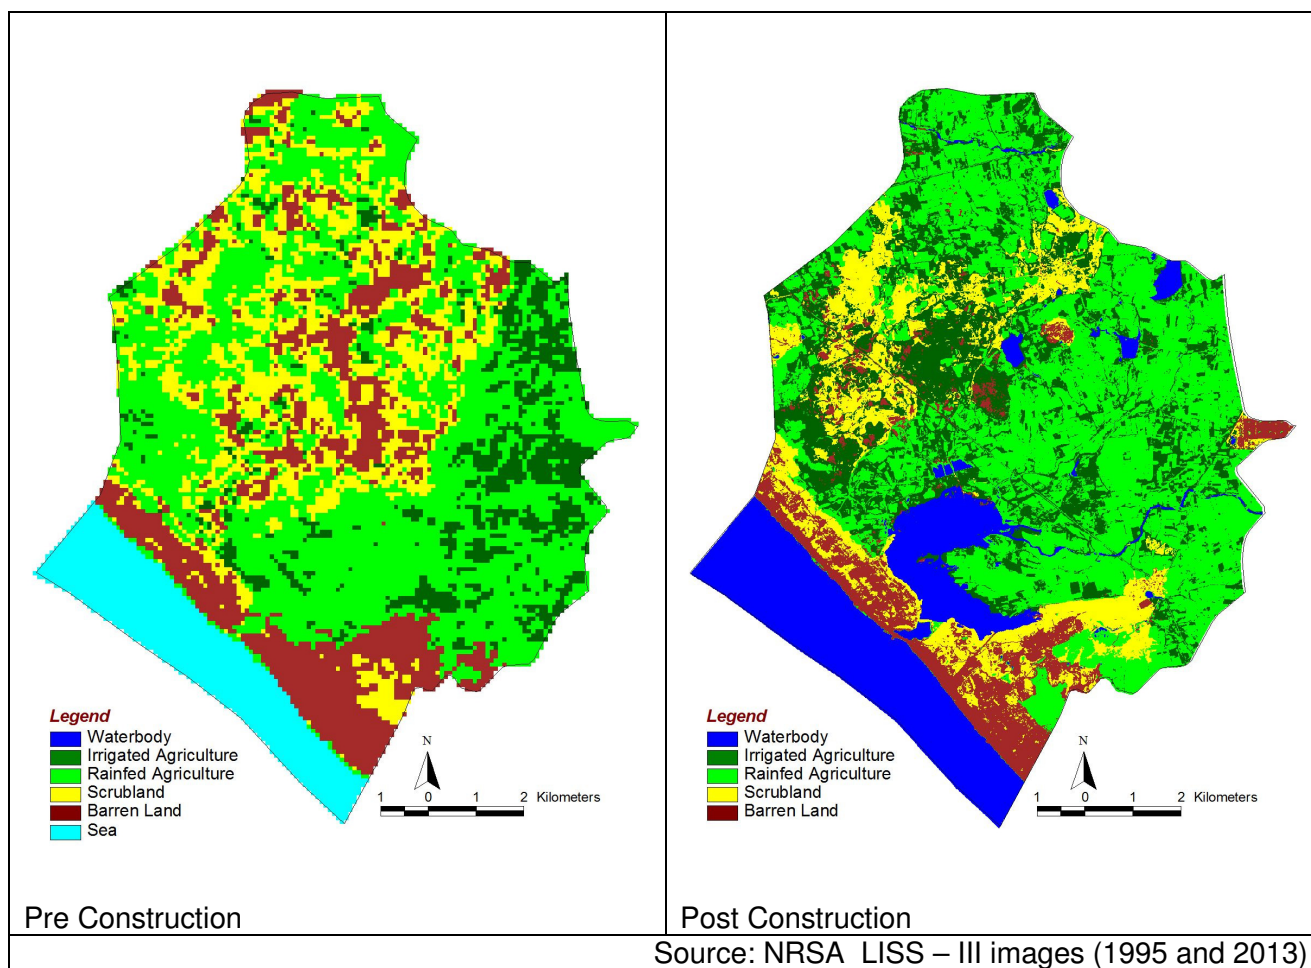 Legend
Waterbody
Irrigated Agriculture
Rainfed Agriculture
Scrubland
Barren Land
Sea
N
1 0 1 2 Kilometers
Pre Construction
Legend
Waterbody
Irrigated Agriculture
Rainfed Agriculture
Scrubland
Barren Land
N
1 0 1 2 Kilometers
Post Construction
Source: NRSA LISS – III images (1995 and 2013)